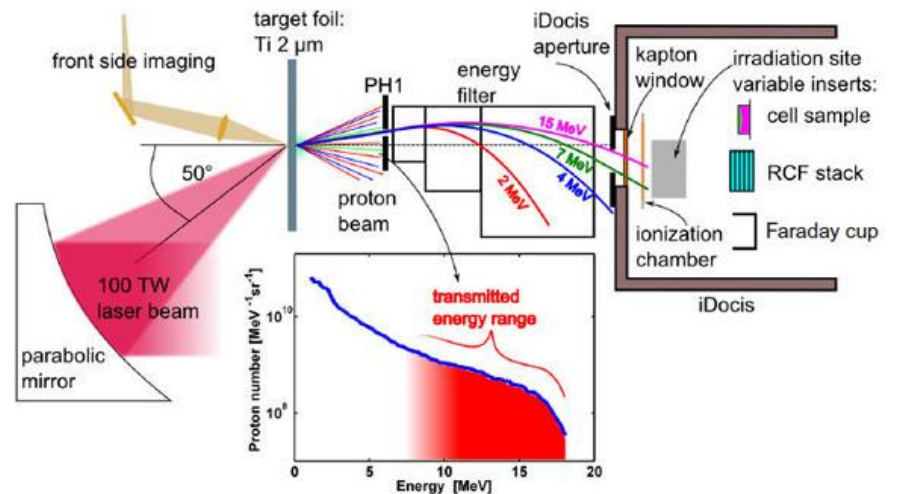 target foil:
Ti 2 µm
front side imaging
PH1
energy
filter
iDocis
aperture
kapton
window
irradiation site
variable inserts:
cell sample
RCF stack
Faraday cup
15 MeV
7 MeV
4 MeV
2 MeV
50°
proton
beam
ionization
chamber
iDocis
100 TW
laser beam
parabolic
mirror
transmitted
energy range
Proton number [MeV⁻¹sr⁻¹]
10¹⁰
10⁸
0 5 10 15 20
Energy [MeV]